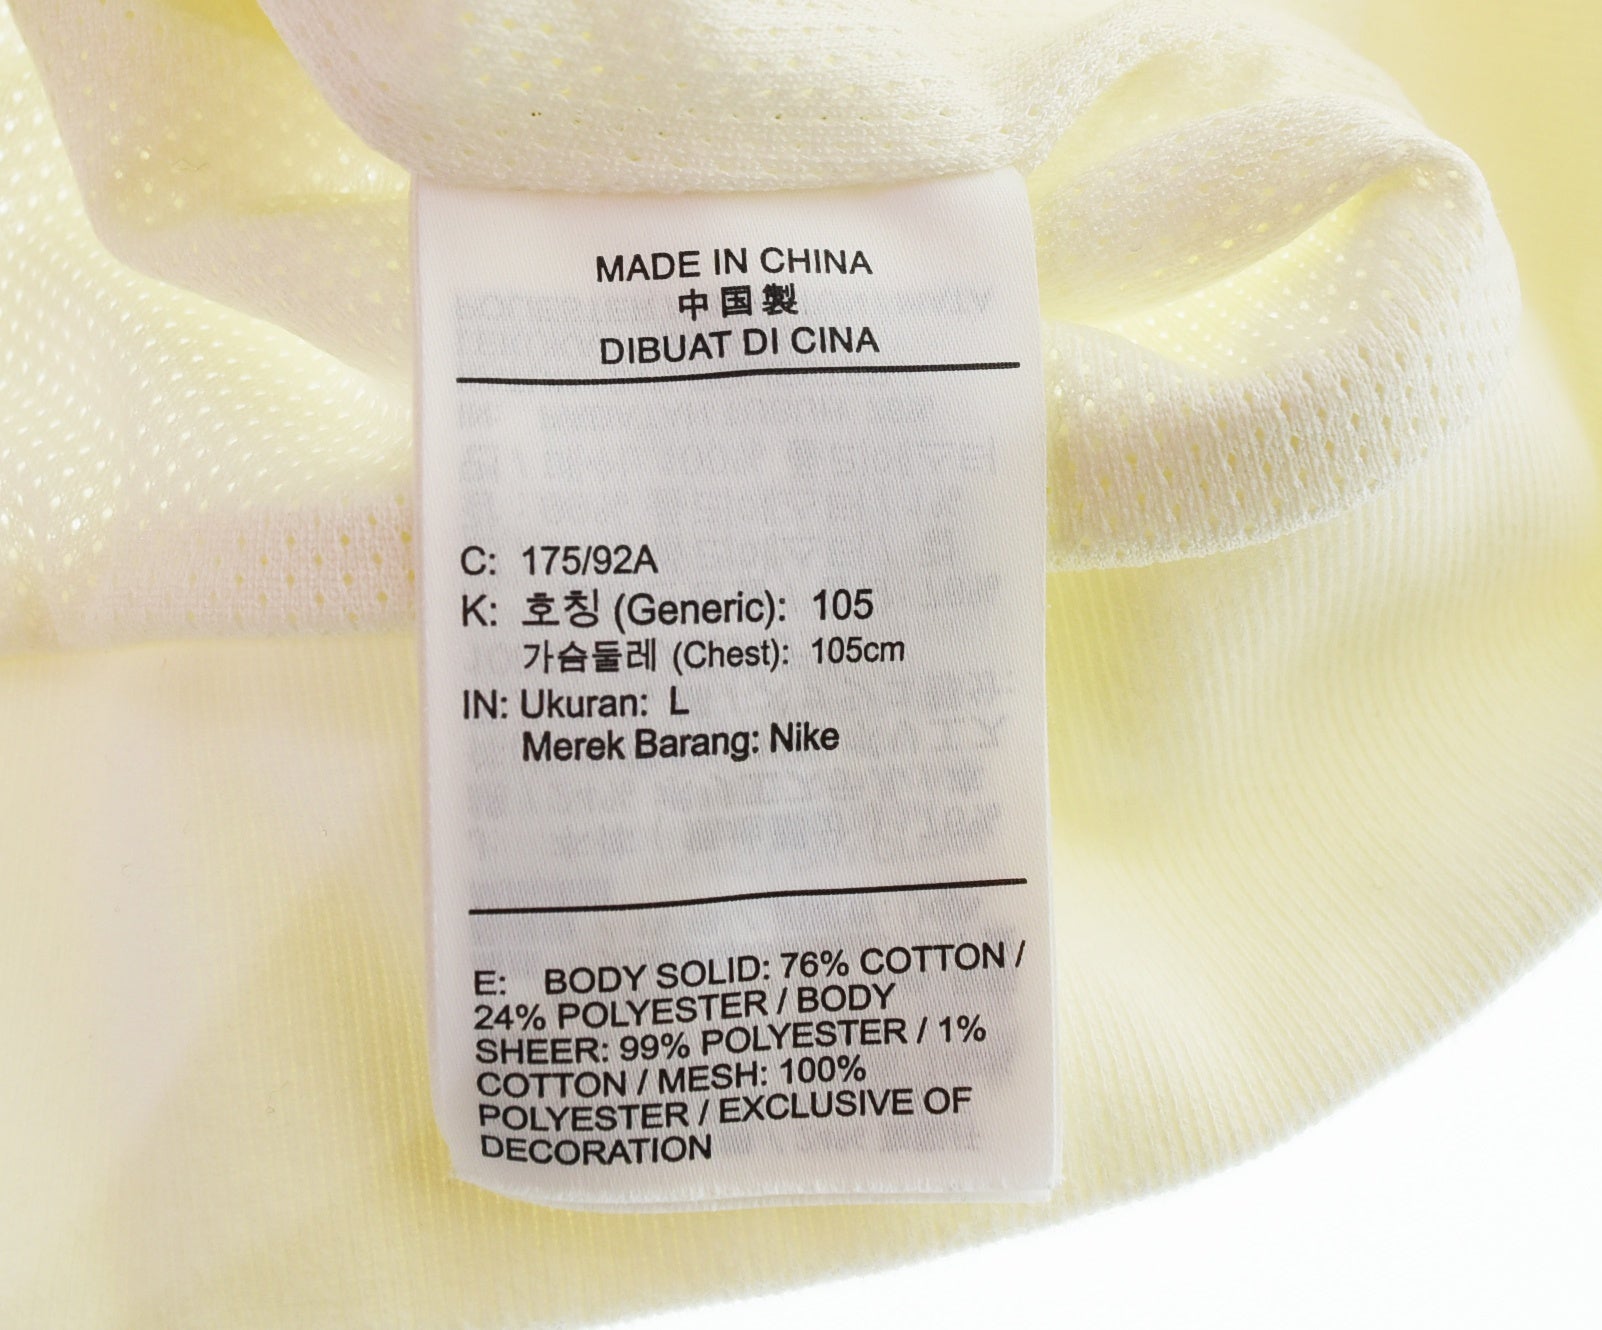 MADE IN CHINA
中国製
DIBUAT DI CINA
C: 175/92A
K: 호칭 (Generic): 105
가슴둘레 (Chest): 105cm
IN: Ukuran: L
Merek Barang: Nike
E: BODY SOLID: 76% COTTON /
24% POLYESTER / BODY
SHEER: 99% POLYESTER / 1%
COTTON / MESH: 100%
POLYESTER / EXCLUSIVE OF
DECORATION